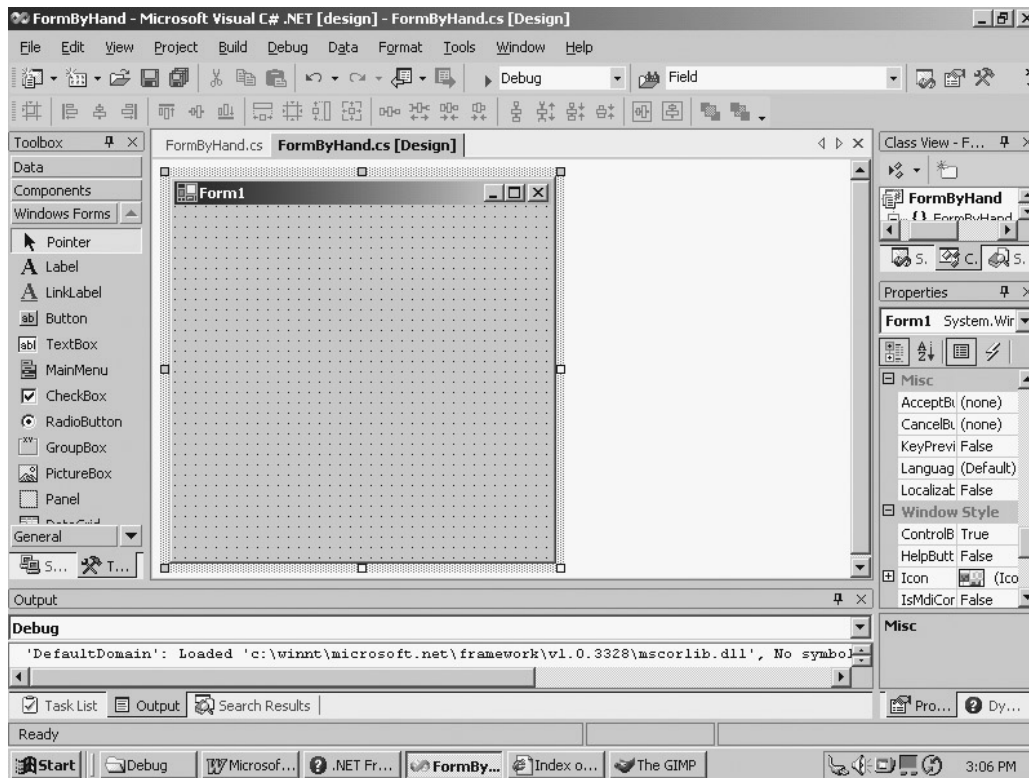 FormByHand - Microsoft Visual C# .NET [design] - FormByHand.cs [Design]
File Edit View Project Build Debug Data Format Tools Window Help
Debug Field
Toolbox
Data
Components
Windows Forms
Pointer
A Label
A LinkLabel
ab Button
abl TextBox
MainMenu
CheckBox
RadioButton
XV GroupBox
PictureBox
Panel
General
S... T...
FormByHand.cs FormByHand.cs [Design]
Form1
Class View - F...
FormByHand
{} FormByHand
S. C. S.
Properties
Form1 System.Wir
Misc
AcceptBu (none)
CancelBu (none)
KeyPrevi False
Languag (Default)
Localizat False
Window Style
ControlB True
HelpButt False
Icon (Ico
IsMdiCor False
Misc
Pro... Dy...
Output
Debug
'DefaultDomain': Loaded 'c:\winnt\microsoft.net\framework\v1.0.3328\mscorlib.dll', No symbol
Task List Output Search Results
Ready
Start Debug Microsof... .NET Fr... FormBy... Index o... The GIMP 3:06 PM